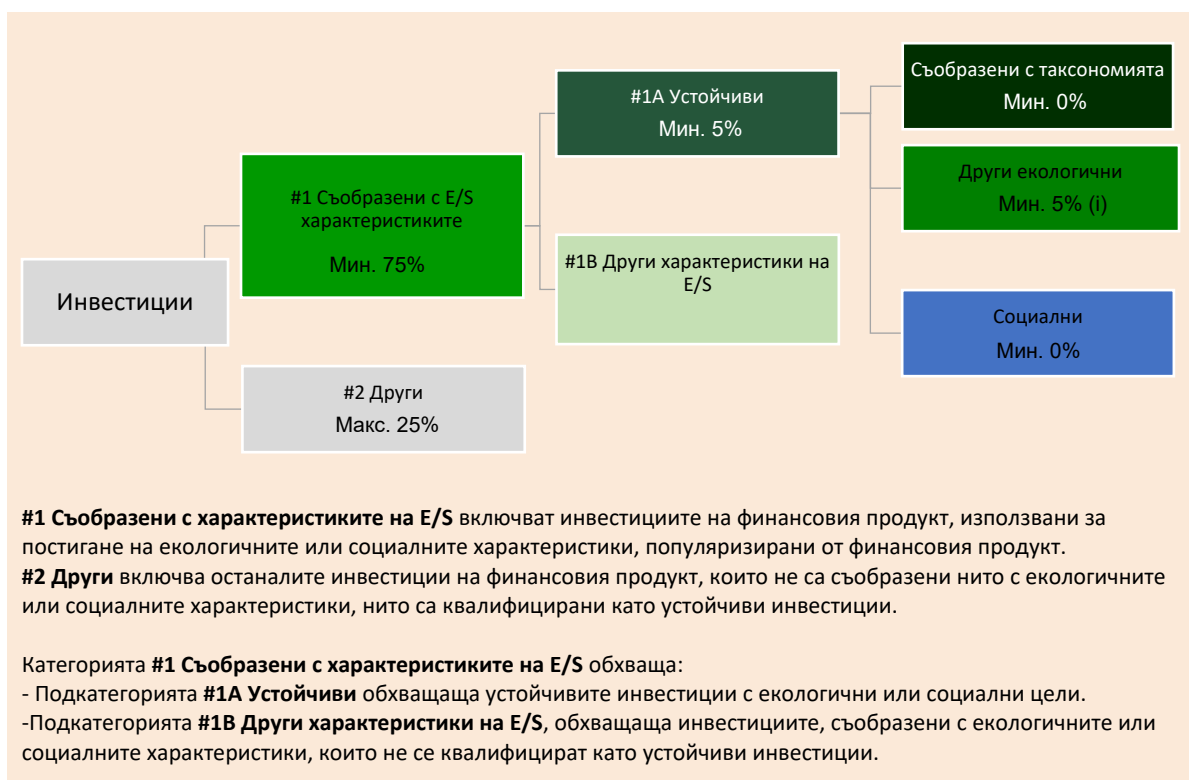 Инвестиции
#1 Съобразени с E/S
характеристиките
Мин. 75%
#2 Други
Макс. 25%
#1A Устойчиви
Мин. 5%
#1B Други характеристики на
E/S
Съобразени с таксономията
Мин. 0%
Други екологични
Мин. 5% (i)
Социални
Мин. 0%
#1 Съобразени с характеристиките на E/S включват инвестициите на финансовия продукт, използвани за
постигане на екологичните или социалните характеристики, популяризирани от финансовия продукт.
#2 Други включва останалите инвестиции на финансовия продукт, които не са съобразени нито с екологичните
или социалните характеристики, нито са квалифицирани като устойчиви инвестиции.
Категорията #1 Съобразени с характеристиките на E/S обхваща:
- Подкатегорията #1A Устойчиви обхващаща устойчивите инвестиции с екологични или социални цели.
-Подкатегорията #1B Други характеристики на E/S, обхващаща инвестициите, съобразени с екологичните или
социалните характеристики, които не се квалифицират като устойчиви инвестиции.